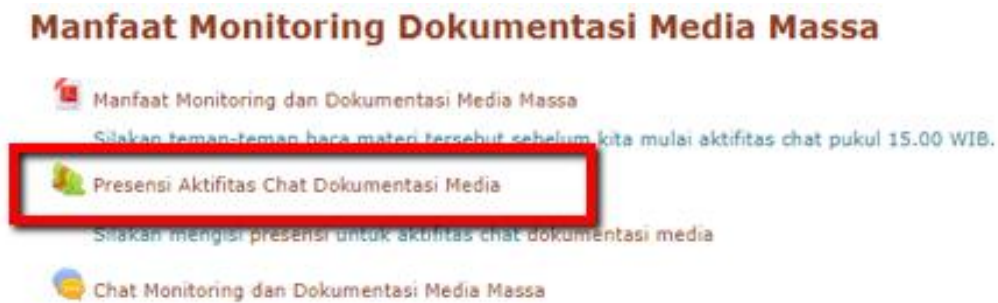 Manfaat Monitoring Dokumentasi Media Massa
Manfaat Monitoring dan Dokumentasi Media Massa
Silakan teman-teman baca materi tersebut sebelum kita mulai aktifitas chat pukul 15.00 WIB.
Presensi Aktifitas Chat Dokumentasi Media
Silakan mengisi presensi untuk aktifitas chat dokumentasi media
Chat Monitoring dan Dokumentasi Media Massa